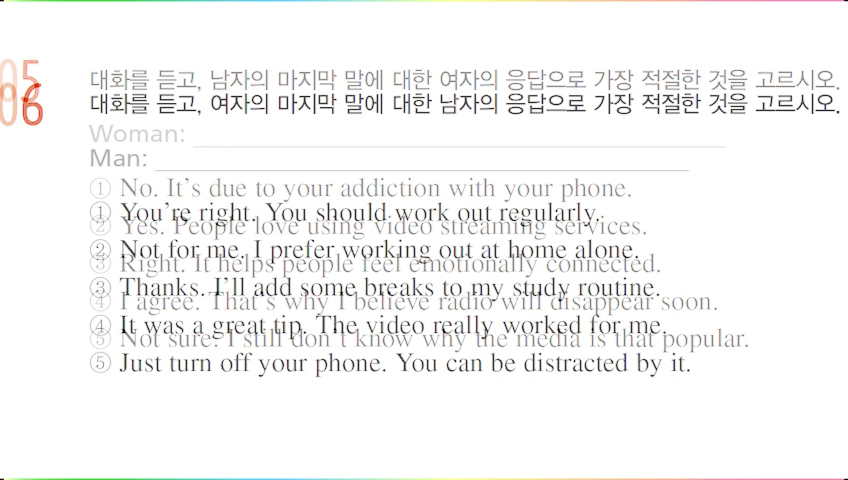 05
대화를 듣고, 남자의 마지막 말에 대한 여자의 응답으로 가장 적절한 것을 고르시오.
Woman:
① No. It's due to your addiction with your phone.
② Yes. People love using video streaming services.
③ Right. It helps people feel emotionally connected.
④ I agree. That's why I believe radio will disappear soon.
⑤ Not sure. I still don't know why the media is that popular.
06
대화를 듣고, 여자의 마지막 말에 대한 남자의 응답으로 가장 적절한 것을 고르시오.
Man:
① You're right. You should work out regularly.
② Not for me. I prefer working out at home alone.
③ Thanks. I'll add some breaks to my study routine.
④ It was a great tip. The video really worked for me.
⑤ Just turn off your phone. You can be distracted by it.